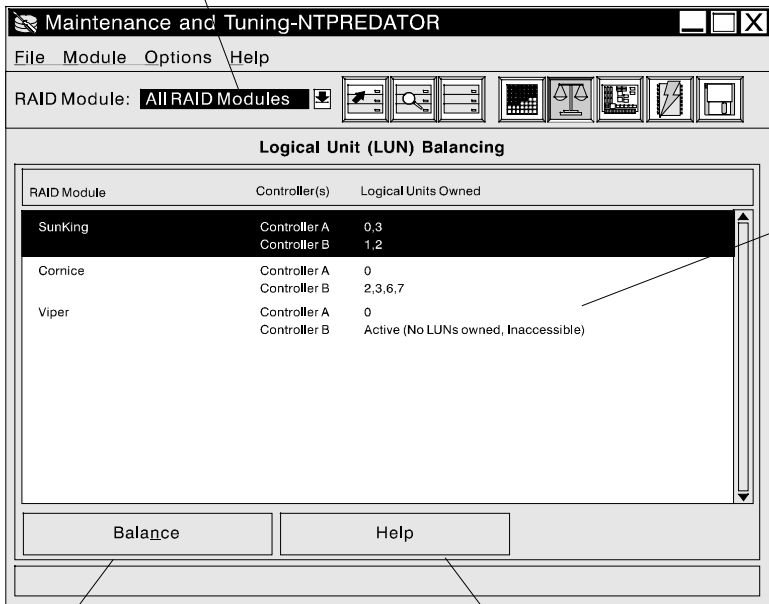 Maintenance and Tuning-NTPREDATOR
File Module Options Help
RAID Module: All RAID Modules
Logical Unit (LUN) Balancing
RAID Module Controller(s) Logical Units Owned
SunKing Controller A 0,3
Controller B 1,2
Cornice Controller A 0
Controller B 2,3,6,7
Viper Controller A 0
Controller B Active (No LUNs owned, Inaccessible)
Balance Help